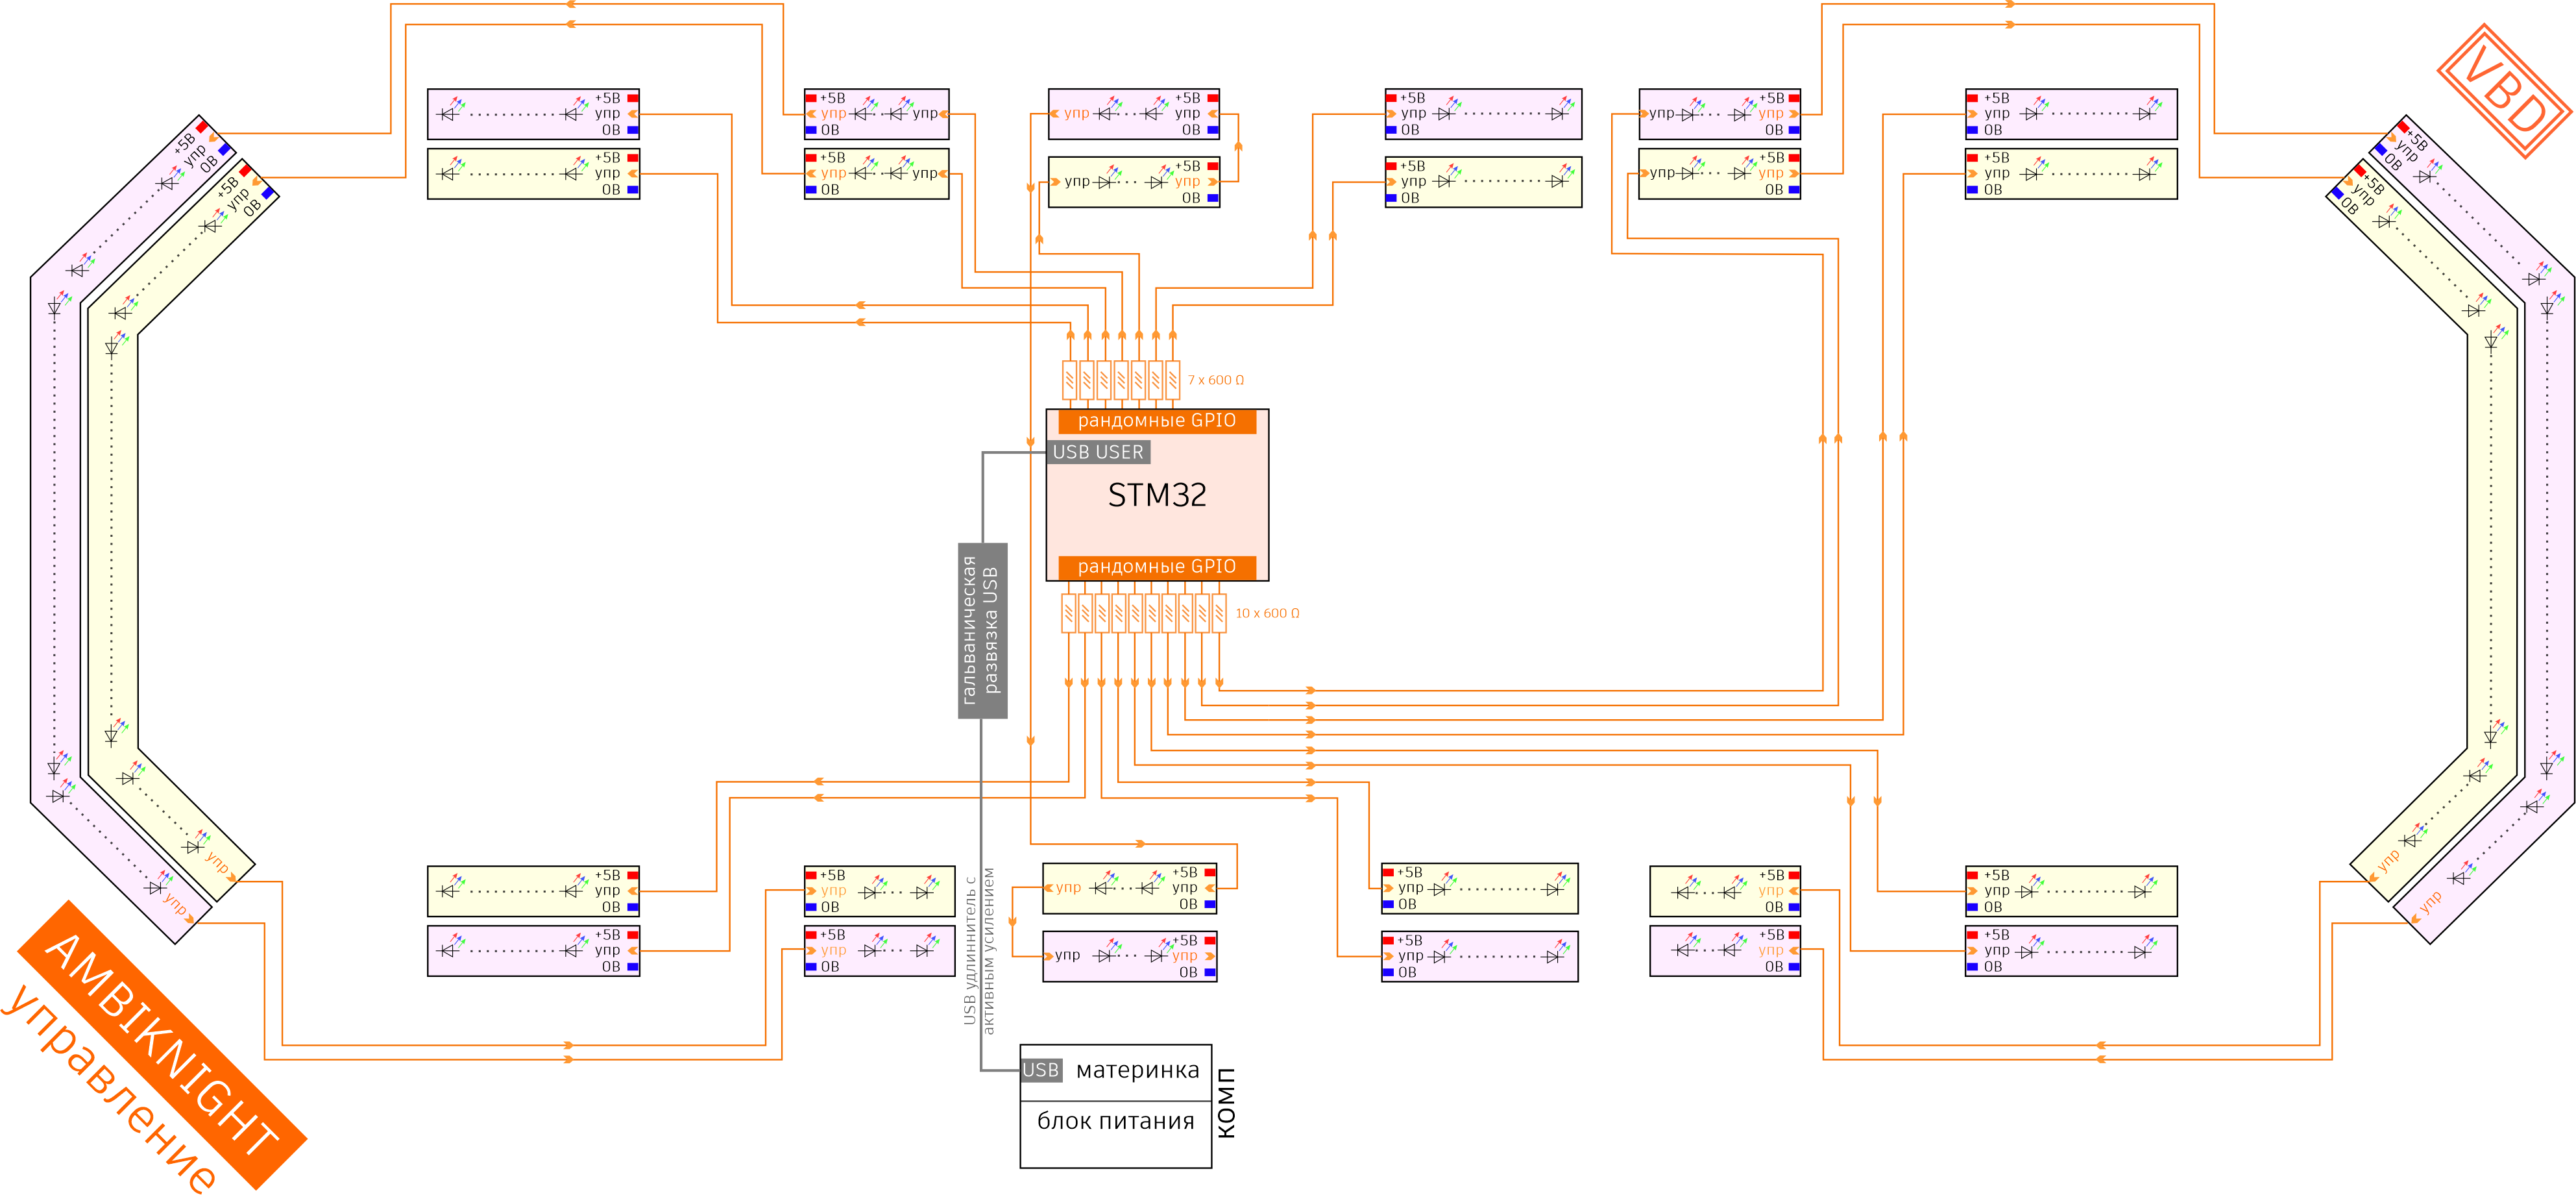 VBD
+5В
упр
0В
+5В
упр
0В
+5В
упр упр
0В
+5В
упр упр
0В
+5В
упр
0В
+5В
упр упр
0В
+5В
упр
0В
+5В
упр
0В
+5В
упр
0В
+5В
упр
0В
+5В
упр упр
0В
+5В
упр упр
0В
+5В
упр
0В
+5В
упр упр
0В
+5В
упр
0В
+5В
упр
0В
7 x 600 Ω
рандомные GPIO
USB USER
STM32
рандомные GPIO
10 x 600 Ω
гальваническая
развязка USB
упр
+5В
упр
0В
+5В
упр
0В
+5В
упр упр
0В
+5В
упр
0В
+5В
упр
0В
+5В
упр
0В
упр
упр
+5В
упр
0В
+5В
упр
0В
+5В
упр упр
0В
+5В
упр
0В
+5В
упр
0В
+5В
упр
0В
упр
USB удлиннитель с
активным усилением
AMBIKNIGHT
управление
USB материнка
блок питания
комп